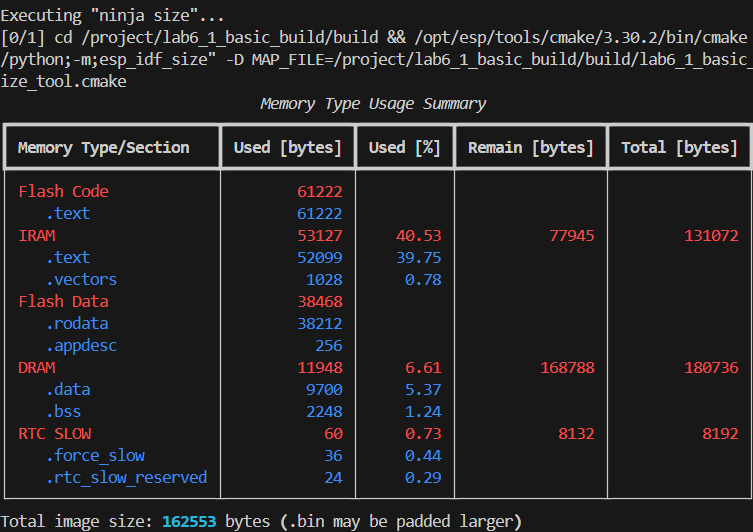 Executing "ninja size"...
[0/1] cd /project/lab6_1_basic_build/build && /opt/esp/tools/cmake/3.30.2/bin/cmake
/python;-m;esp_idf_size" -D MAP_FILE=/project/lab6_1_basic_build/build/lab6_1_basic_
ize_tool.cmake
Memory Type Usage Summary
Memory Type/Section Used [bytes] Used [%] Remain [bytes] Total [bytes]
Flash Code 61222
.text 61222
IRAM 53127 40.53 77945 131072
.text 52099 39.75
.vectors 1028 0.78
Flash Data 38468
.rodata 38212
.appdesc 256
DRAM 11948 6.61 168788 180736
.data 9700 5.37
.bss 2248 1.24
RTC SLOW 60 0.73 8132 8192
.force_slow 36 0.44
.rtc_slow_reserved 24 0.29
Total image size: 162553 bytes (.bin may be padded larger)